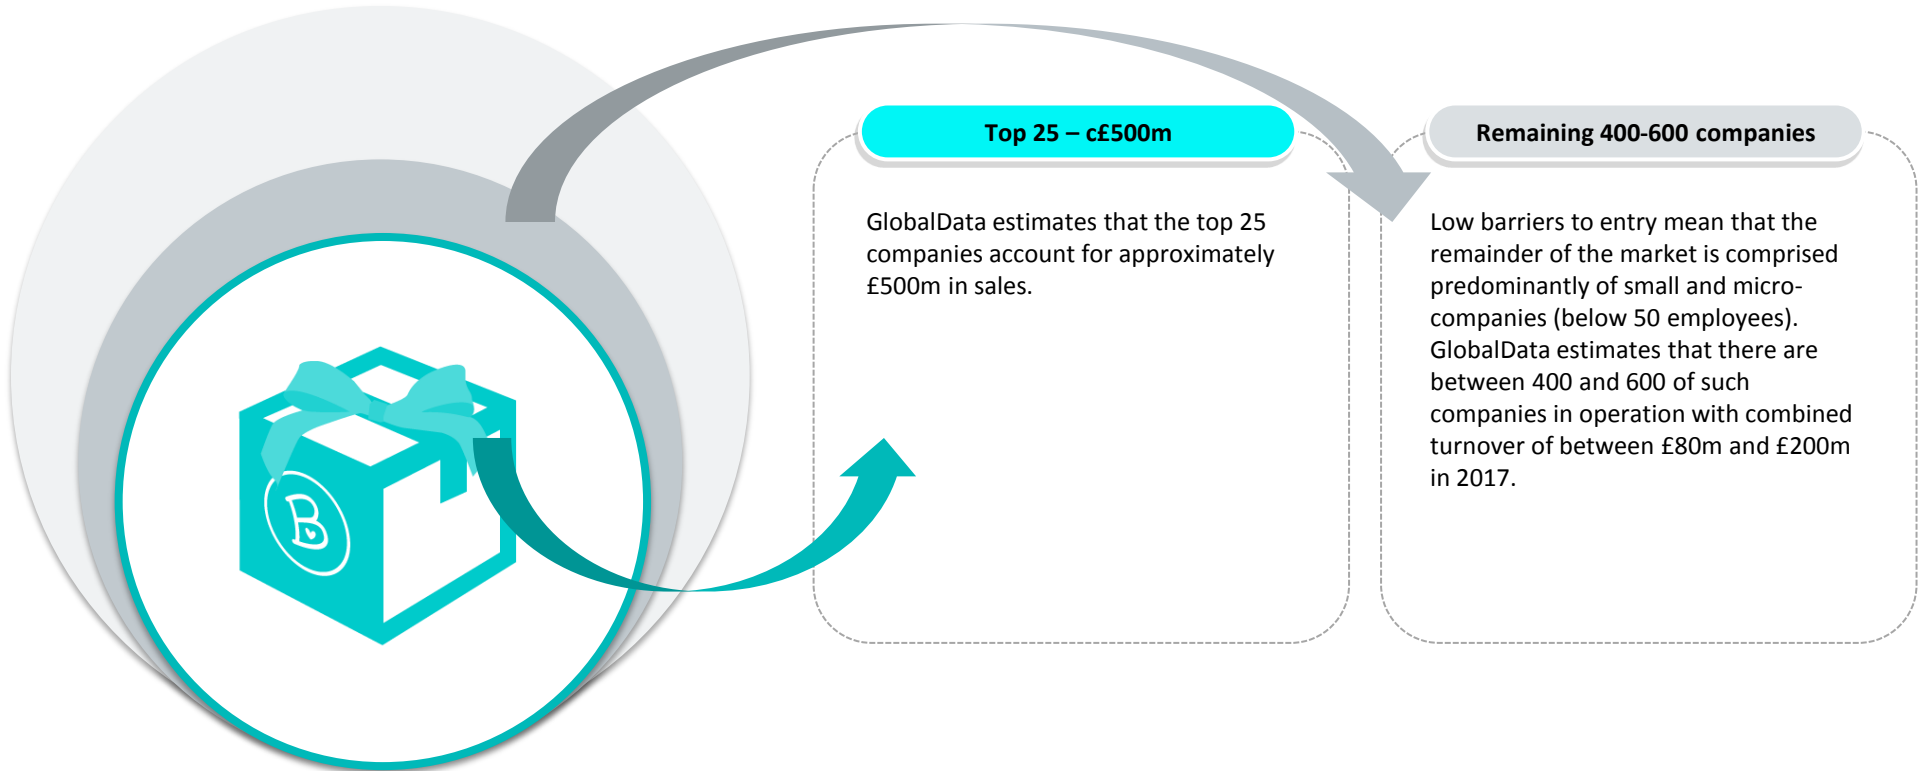 Top 25 – c£500m
GlobalData estimates that the top 25
companies account for approximately
£500m in sales.
Remaining 400-600 companies
Low barriers to entry mean that the
remainder of the market is comprised
predominantly of small and micro-
companies (below 50 employees).
GlobalData estimates that there are
between 400 and 600 of such
companies in operation with combined
turnover of between £80m and £200m
in 2017.
B